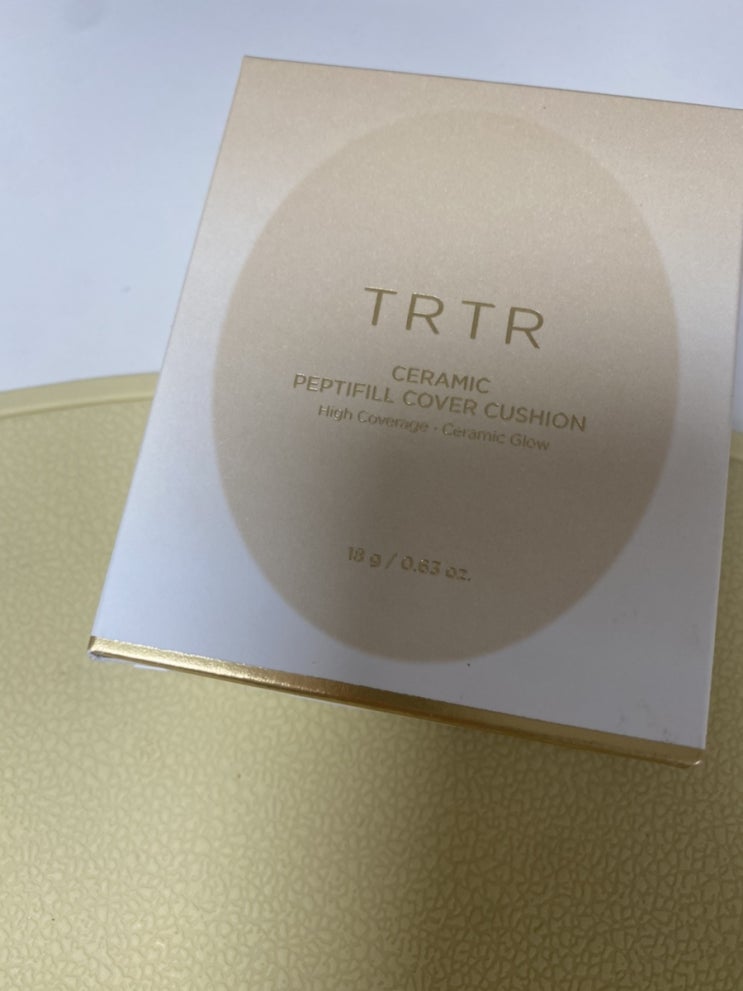 TRTR
CERAMIC
PEPTIFILL COVER CUSHION
High Coverage · Ceramic Glow
18 g / 0.63 oz.